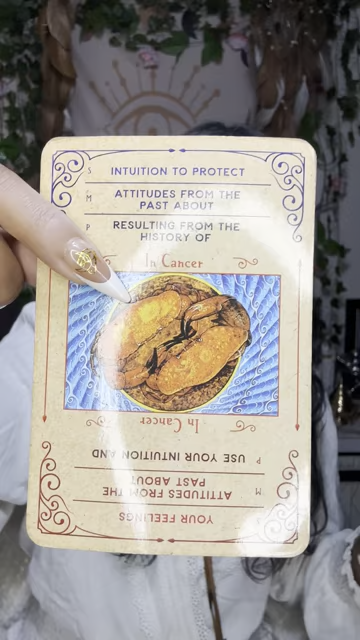 S INTUITION TO PROTECT
M ATTITUDES FROM THE
PAST ABOUT
P RESULTING FROM THE
HISTORY OF
In Cancer
In Cancer
P USE YOUR INTUITION AND
M ATTITUDES FROM THE
PAST ABOUT
YOUR FEELINGS